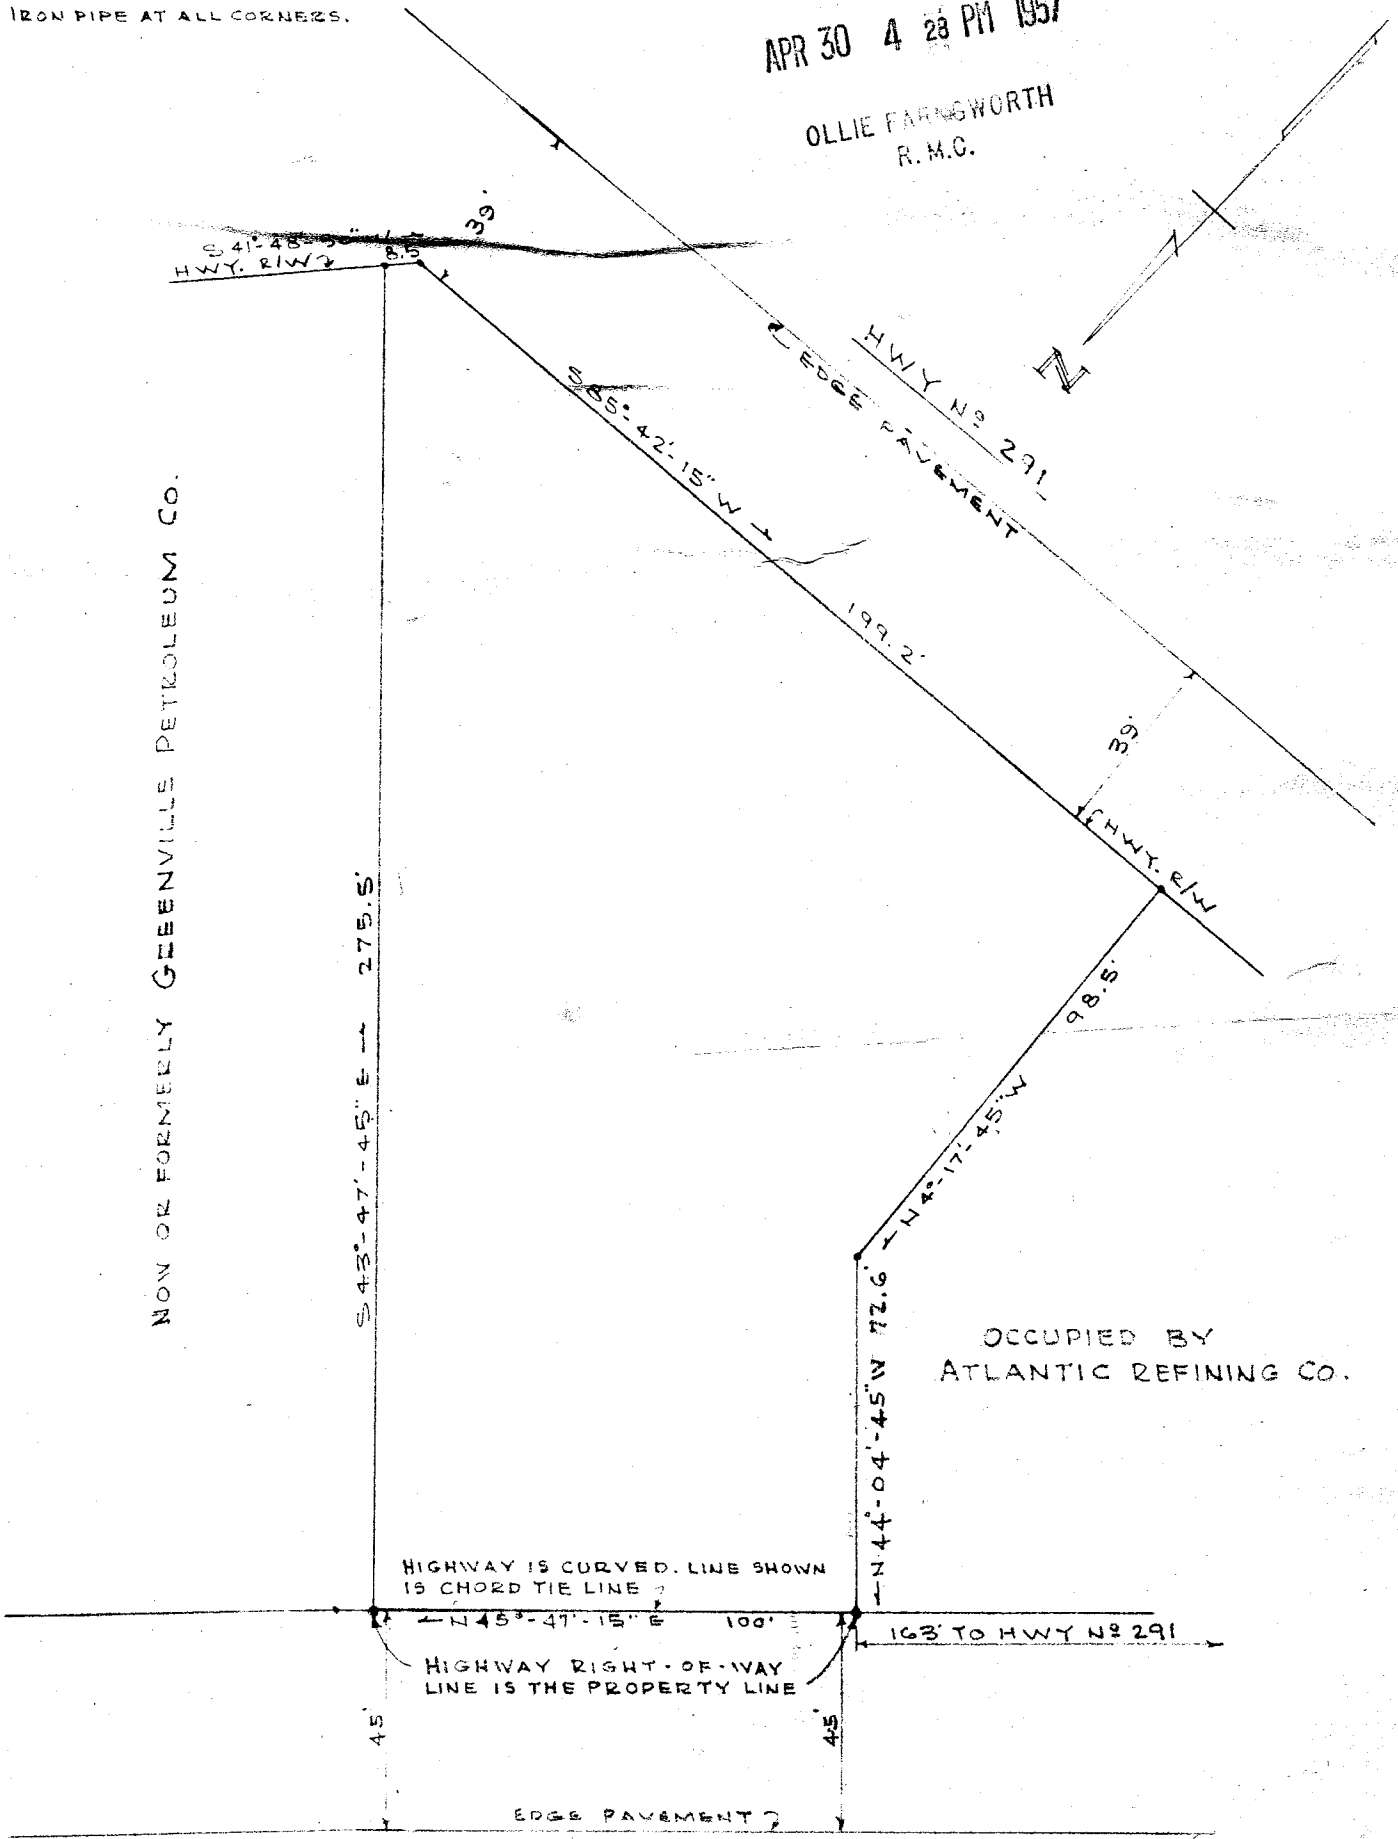 IRON PIPE AT ALL CORNERS.
APR 30 4 28 PM 1957
OLLIE FARNSWORTH
R. M. C.
39'
S 41°-48'-
8.5'
HWY. R/W
N
HWY Nº 291
EDGE PAVEMENT
S 85°-42'-15" W
199.2'
39'
HWY. R/W
NOW OR FORMERLY GREENVILLE PETROLEUM CO.
S 43°-47'-45" E 275.5'
98.5'
N 4°-17'-45" W
N 44°-04'-45" W 72.6'
OCCUPIED BY
ATLANTIC REFINING CO.
HIGHWAY IS CURVED. LINE SHOWN
IS CHORD TIE LINE
N 45°-47'-15" E 100'
163' TO HWY Nº 291
HIGHWAY RIGHT-OF-WAY
LINE IS THE PROPERTY LINE
45'
45'
EDGE PAVEMENT